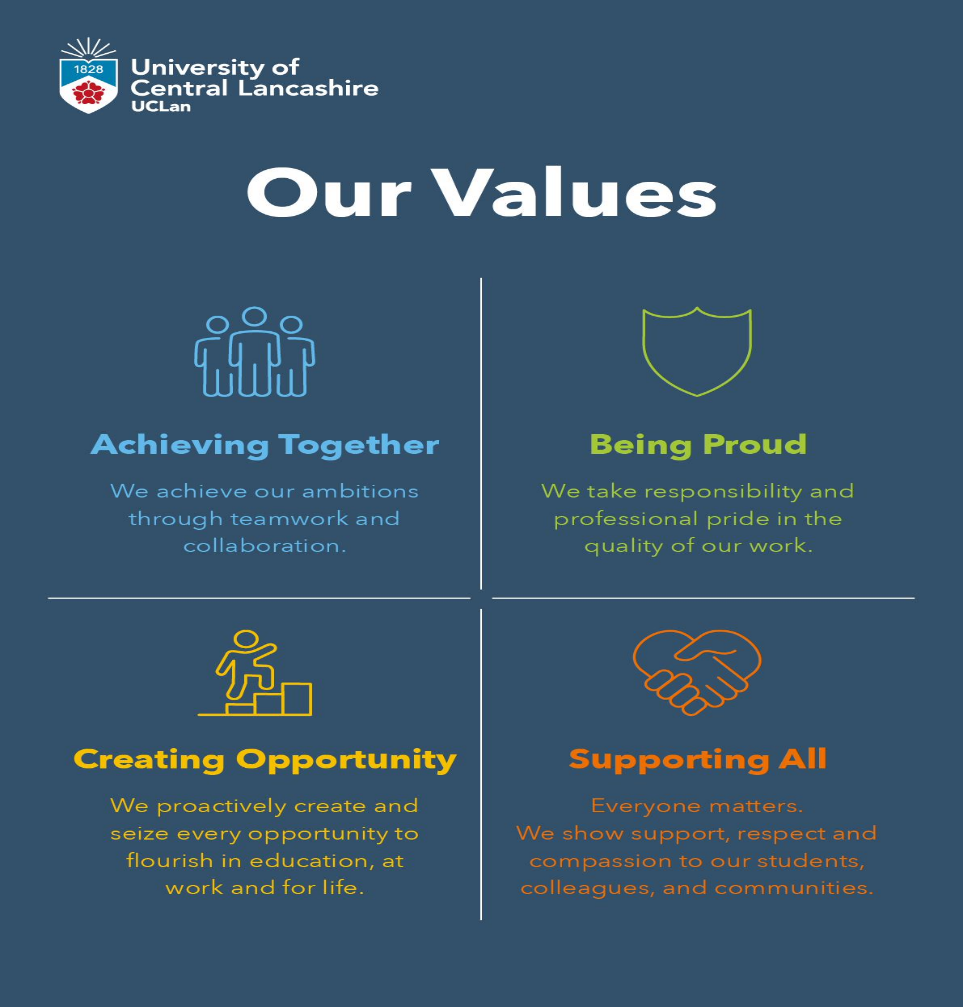 1828
University of
Central Lancashire
UCLan
Our Values
Achieving Together
We achieve our ambitions
through teamwork and
collaboration.
Being Proud
We take responsibility and
professional pride in the
quality of our work.
Creating Opportunity
We proactively create and
seize every opportunity to
flourish in education, at
work and for life.
Supporting All
Everyone matters.
We show support, respect and
compassion to our students,
colleagues, and communities.